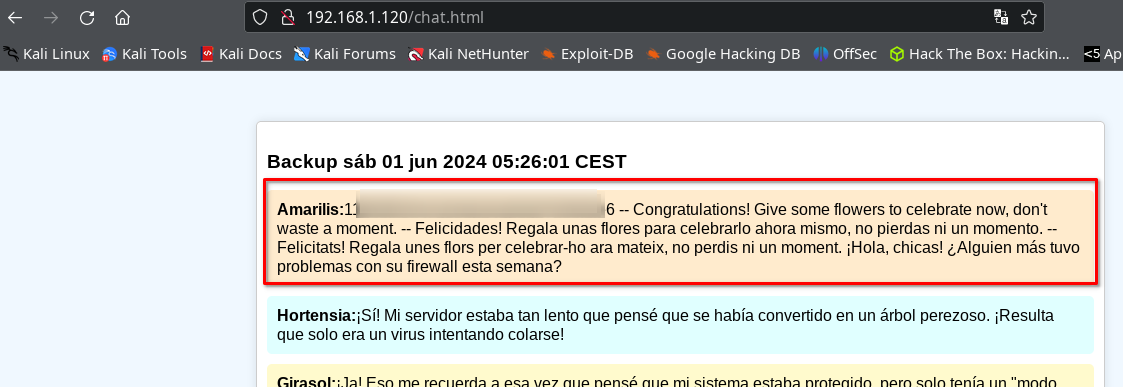 192.168.1.120/chat.html
Kali Linux Kali Tools Kali Docs Kali Forums Kali NetHunter Exploit-DB Google Hacking DB OffSec Hack The Box: Hackin… Ap
Backup sáb 01 jun 2024 05:26:01 CEST
Amarilis:11 6 -- Congratulations! Give some flowers to celebrate now, don't
waste a moment. -- Felicidades! Regala unas flores para celebrarlo ahora mismo, no pierdas ni un momento. --
Felicitats! Regala unes flors per celebrar-ho ara mateix, no perdis ni un moment. ¡Hola, chicas! ¿Alguien más tuvo
problemas con su firewall esta semana?
Hortensia:¡Sí! Mi servidor estaba tan lento que pensé que se había convertido en un árbol perezoso. ¡Resulta
que solo era un virus intentando colarse!
Girasol:¡Ja! Eso me recuerda a esa vez que pensé que mi sistema estaba protegido, pero solo tenía un "modo